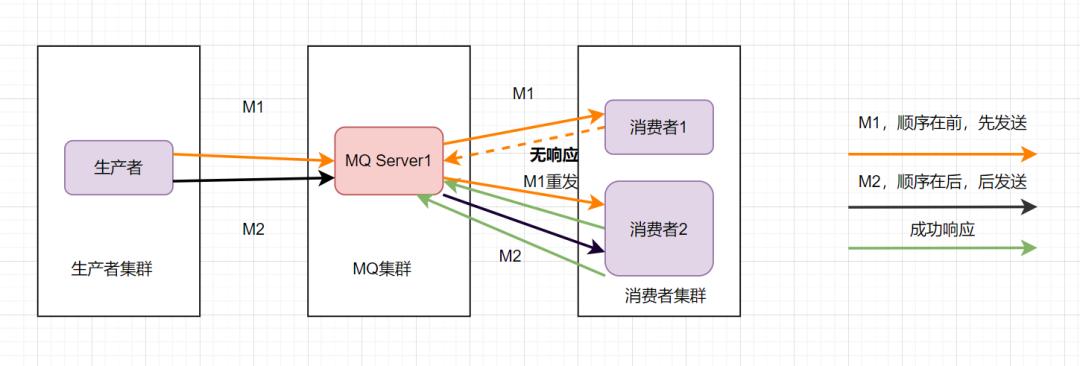 M1
M1
消费者1
M1，顺序在前，先发送
生产者
MQ Server1
无响应
M1重发
M2，顺序在后，后发送
M2
消费者2
成功响应
M2
生产者集群
MQ集群
消费者集群